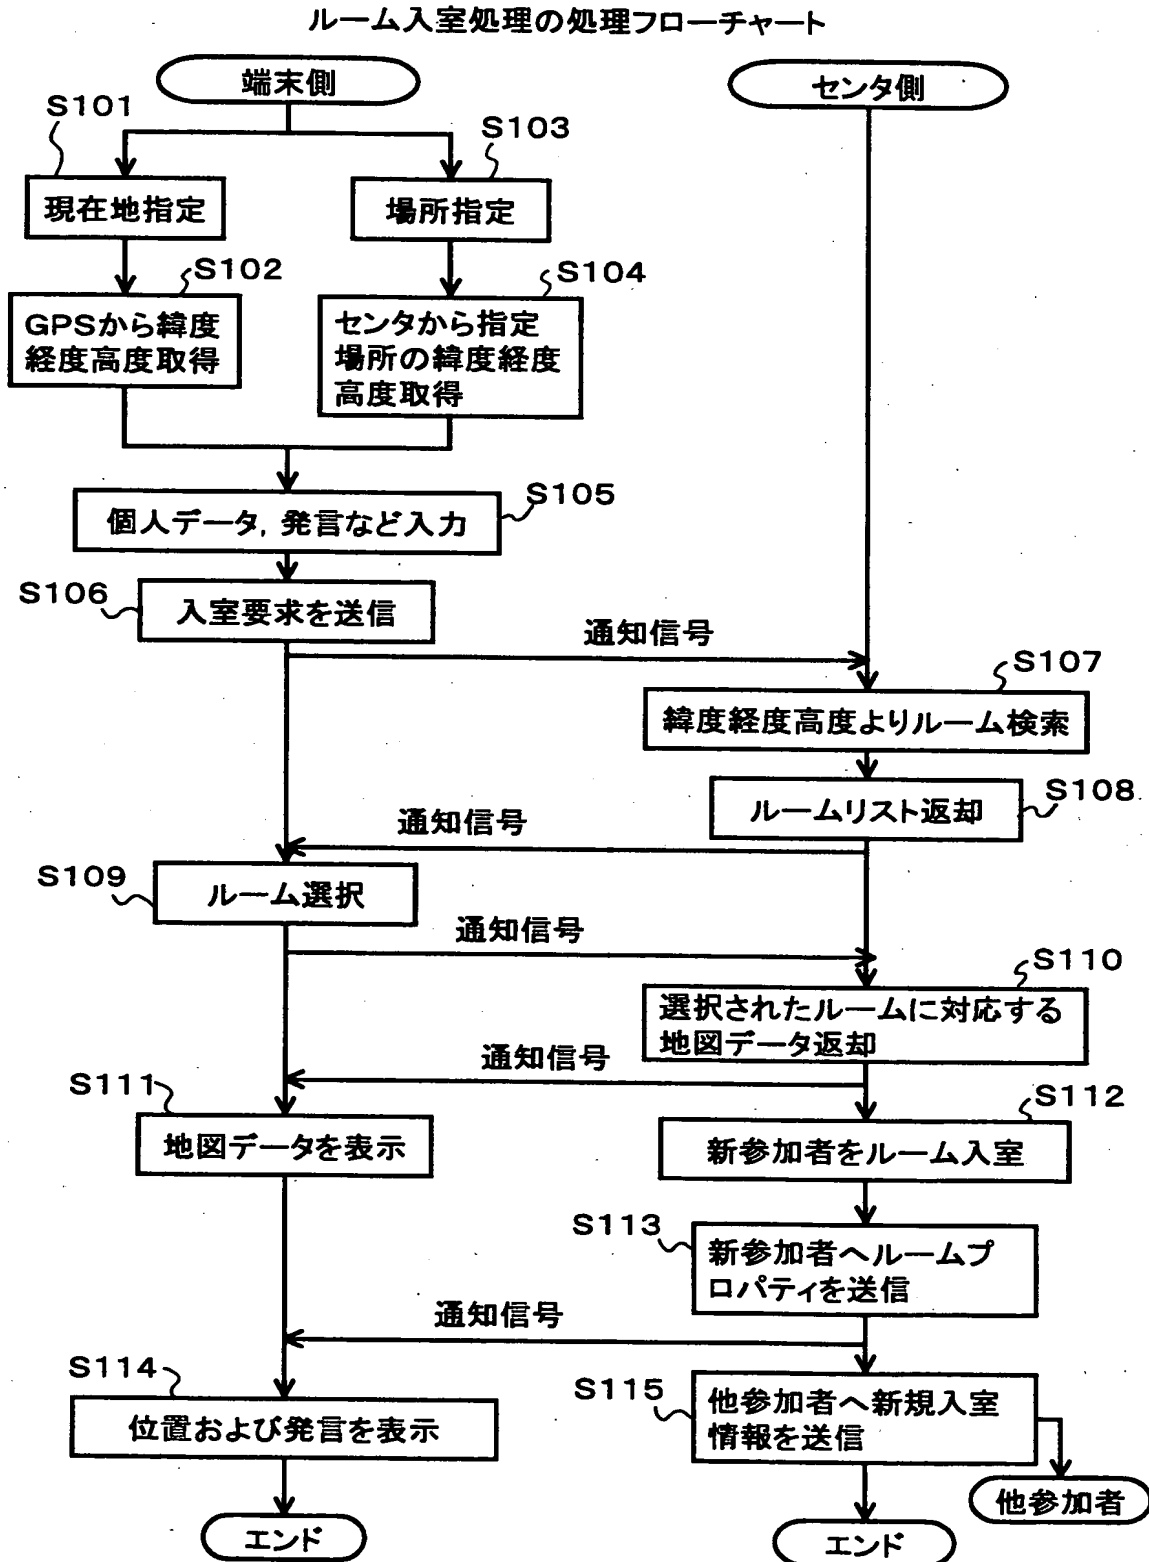 ルーム入室処理の処理フローチャート
端末側
センタ側
S101
S103
現在地指定
場所指定
S102
S104
GPSから緯度
経度高度取得
センタから指定
場所の緯度経度
高度取得
S105
個人データ, 発言など入力
S106
入室要求を送信
通知信号
S107
緯度経度高度よりルーム検索
S108
ルームリスト返却
通知信号
S109
ルーム選択
通知信号
S110
選択されたルームに対応する
地図データ返却
通知信号
S111
S112
地図データを表示
新参加者をルーム入室
S113
新参加者へルームプ
ロパティを送信
通知信号
S114
S115
位置および発言を表示
他参加者へ新規入室
情報を送信
他参加者
エンド
エンド